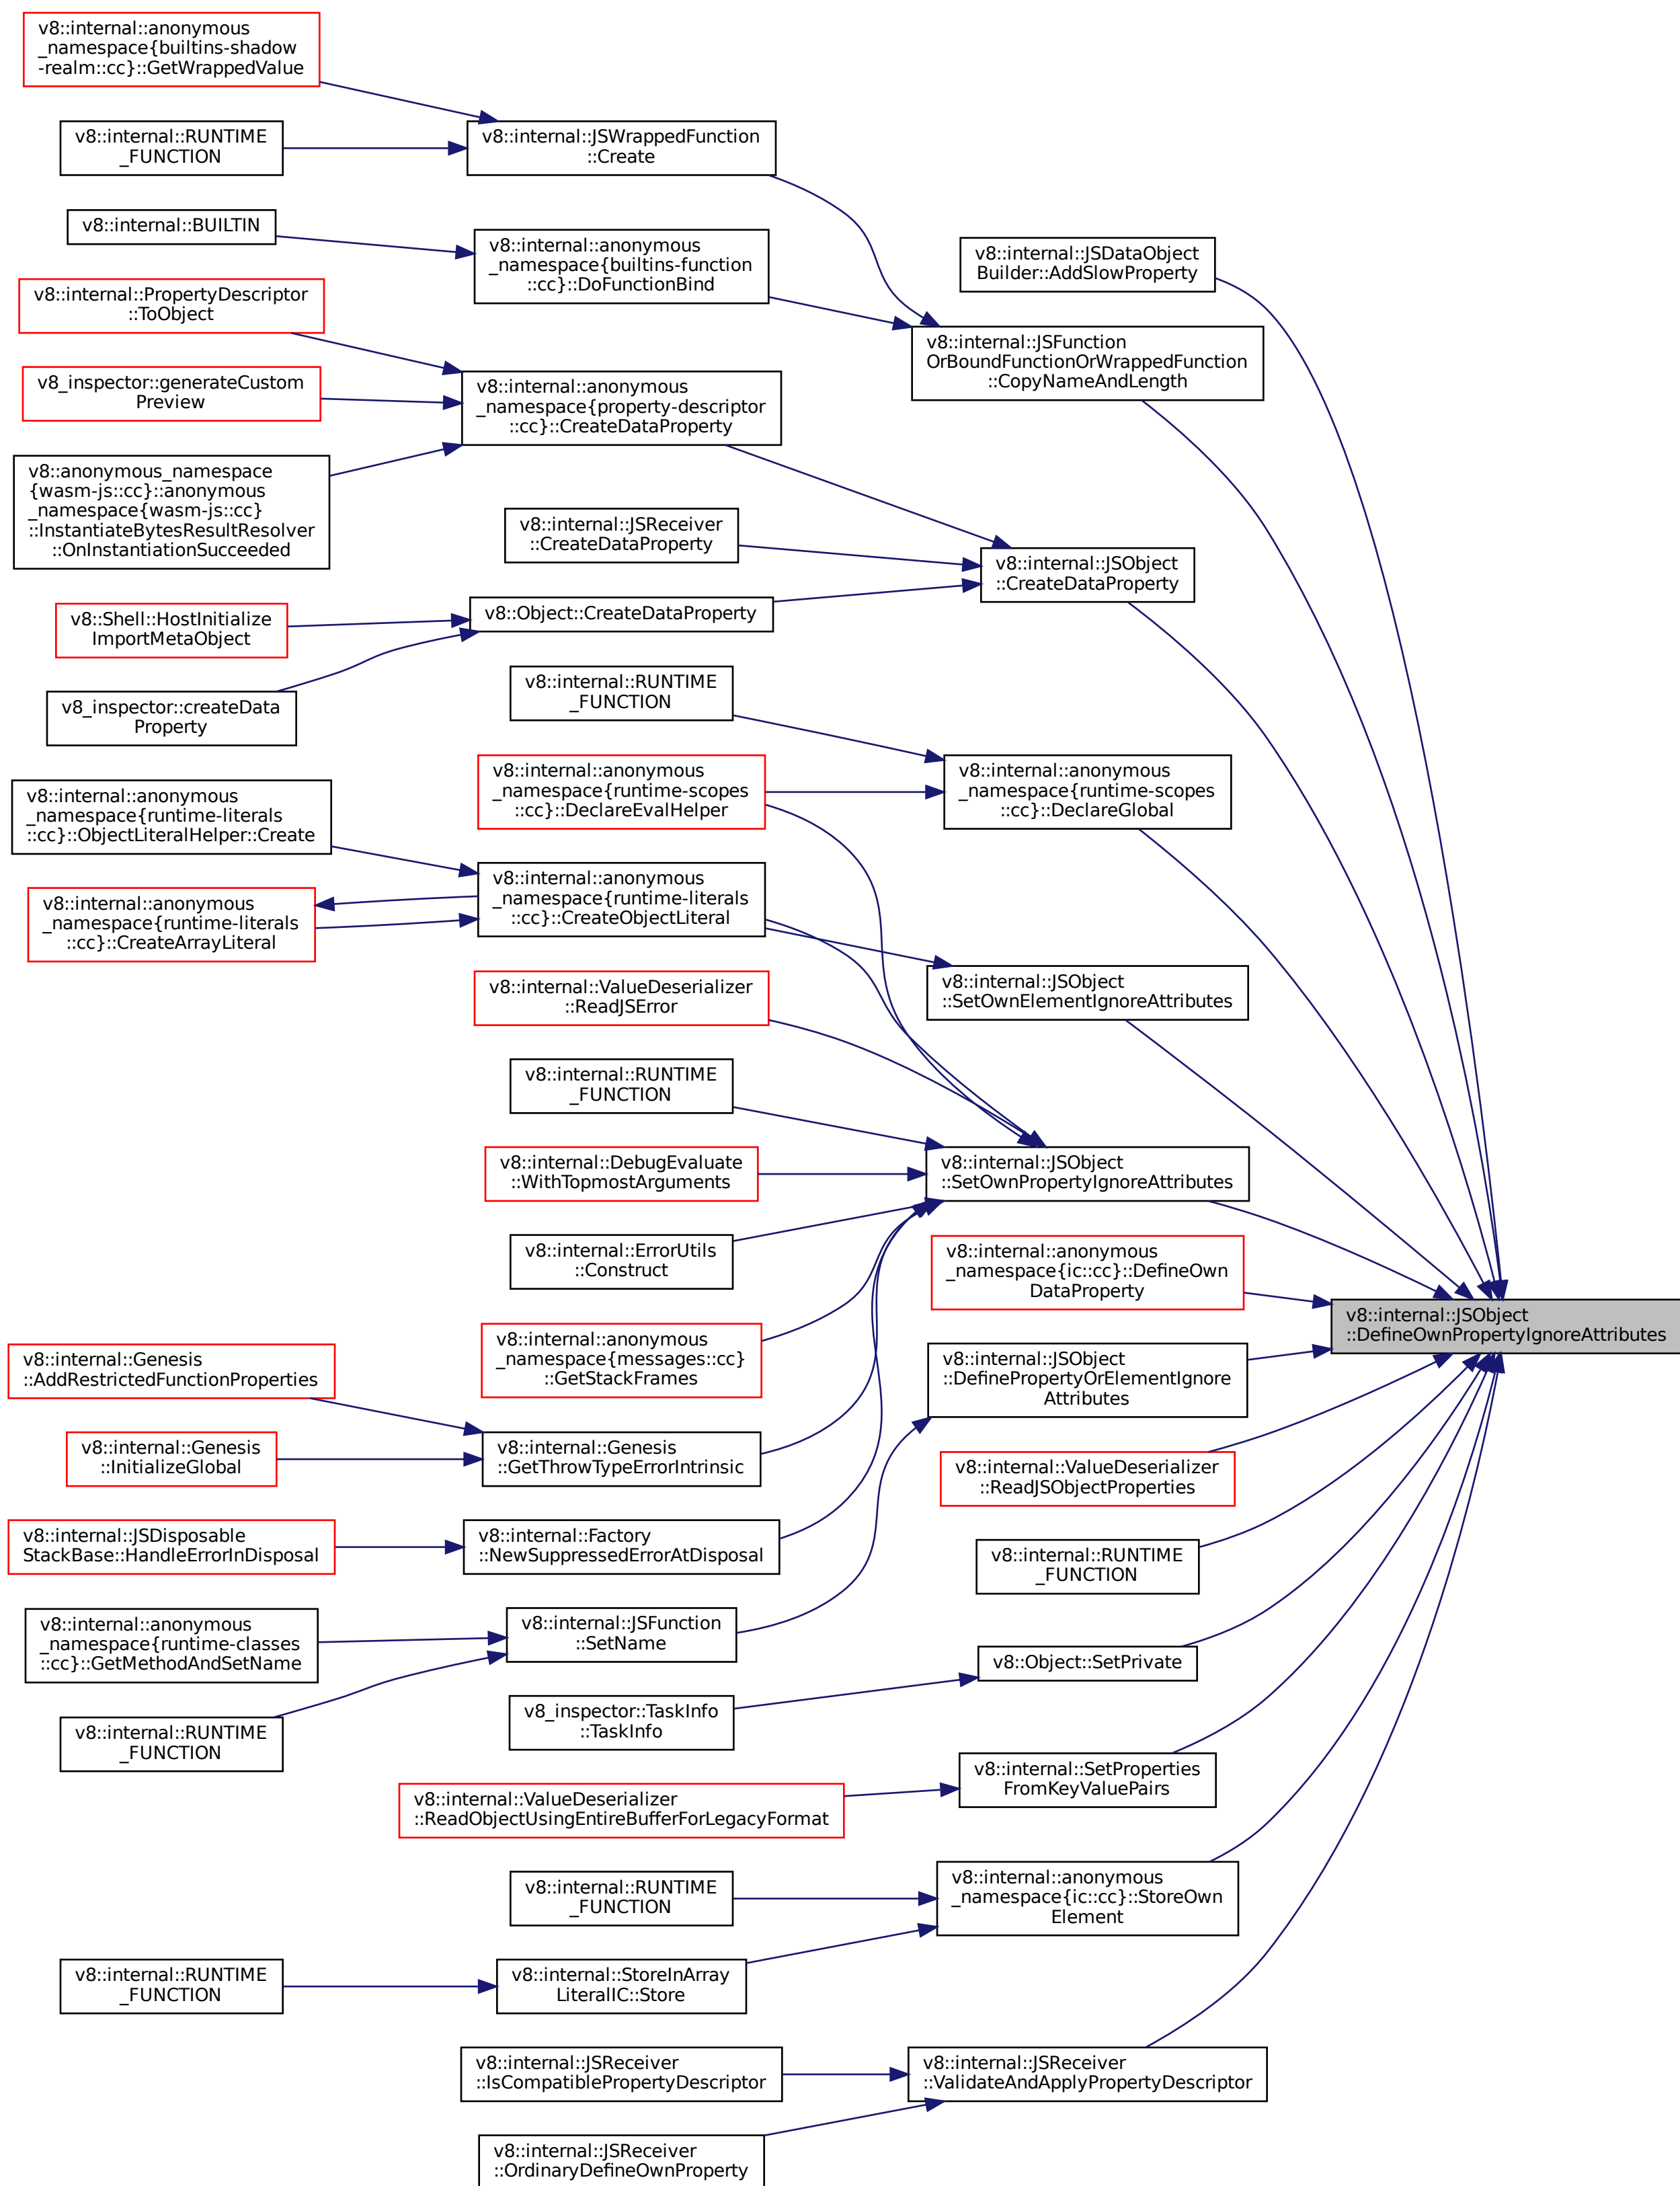 v8::internal::anonymous
_namespace{builtins-shadow
-realm::cc}::GetWrappedValue
v8::internal::RUNTIME
_FUNCTION
v8::internal::JSWrappedFunction
::Create
v8::internal::BUILTIN
v8::internal::anonymous
_namespace{builtins-function
::cc}::DoFunctionBind
v8::internal::JSDataObject
Builder::AddSlowProperty
v8::internal::PropertyDescriptor
::ToObject
v8::internal::JSFunction
OrBoundFunctionOrWrappedFunction
::CopyNameAndLength
v8_inspector::generateCustom
Preview
v8::internal::anonymous
_namespace{property-descriptor
::cc}::CreateDataProperty
v8::anonymous_namespace
{wasm-js::cc}::anonymous
_namespace{wasm-js::cc}
::InstantiateBytesResultResolver
::OnInstantiationSucceeded
v8::internal::JSReceiver
::CreateDataProperty
v8::internal::JSObject
::CreateDataProperty
v8::Shell::HostInitialize
ImportMetaObject
v8::Object::CreateDataProperty
v8_inspector::createData
Property
v8::internal::RUNTIME
_FUNCTION
v8::internal::anonymous
_namespace{runtime-scopes
::cc}::DeclareEvalHelper
v8::internal::anonymous
_namespace{runtime-scopes
::cc}::DeclareGlobal
v8::internal::anonymous
_namespace{runtime-literals
::cc}::ObjectLiteralHelper::Create
v8::internal::anonymous
_namespace{runtime-literals
::cc}::CreateObjectLiteral
v8::internal::anonymous
_namespace{runtime-literals
::cc}::CreateArrayLiteral
v8::internal::JSObject
::SetOwnElementIgnoreAttributes
v8::internal::ValueDeserializer
::ReadJSError
v8::internal::RUNTIME
_FUNCTION
v8::internal::DebugEvaluate
::WithTopmostArguments
v8::internal::JSObject
::SetOwnPropertyIgnoreAttributes
v8::internal::ErrorUtils
::Construct
v8::internal::anonymous
_namespace{ic::cc}::DefineOwn
DataProperty
v8::internal::JSObject
::DefineOwnPropertyIgnoreAttributes
v8::internal::anonymous
_namespace{messages::cc}
::GetStackFrames
v8::internal::JSObject
::DefinePropertyOrElementIgnore
Attributes
v8::internal::Genesis
::AddRestrictedFunctionProperties
v8::internal::Genesis
::InitializeGlobal
v8::internal::Genesis
::GetThrowTypeErrorIntrinsic
v8::internal::ValueDeserializer
::ReadJSObjectProperties
v8::internal::JSDisposable
StackBase::HandleErrorInDisposal
v8::internal::Factory
::NewSuppressedErrorAtDisposal
v8::internal::RUNTIME
_FUNCTION
v8::internal::anonymous
_namespace{runtime-classes
::cc}::GetMethodAndSetName
v8::internal::JSFunction
::SetName
v8::Object::SetPrivate
v8::internal::RUNTIME
_FUNCTION
v8_inspector::TaskInfo
::TaskInfo
v8::internal::SetProperties
FromKeyValuePairs
v8::internal::ValueDeserializer
::ReadObjectUsingEntireBufferForLegacyFormat
v8::internal::RUNTIME
_FUNCTION
v8::internal::anonymous
_namespace{ic::cc}::StoreOwn
Element
v8::internal::RUNTIME
_FUNCTION
v8::internal::StoreInArray
LiteralIC::Store
v8::internal::JSReceiver
::IsCompatiblePropertyDescriptor
v8::internal::JSReceiver
::ValidateAndApplyPropertyDescriptor
v8::internal::JSReceiver
::OrdinaryDefineOwnProperty